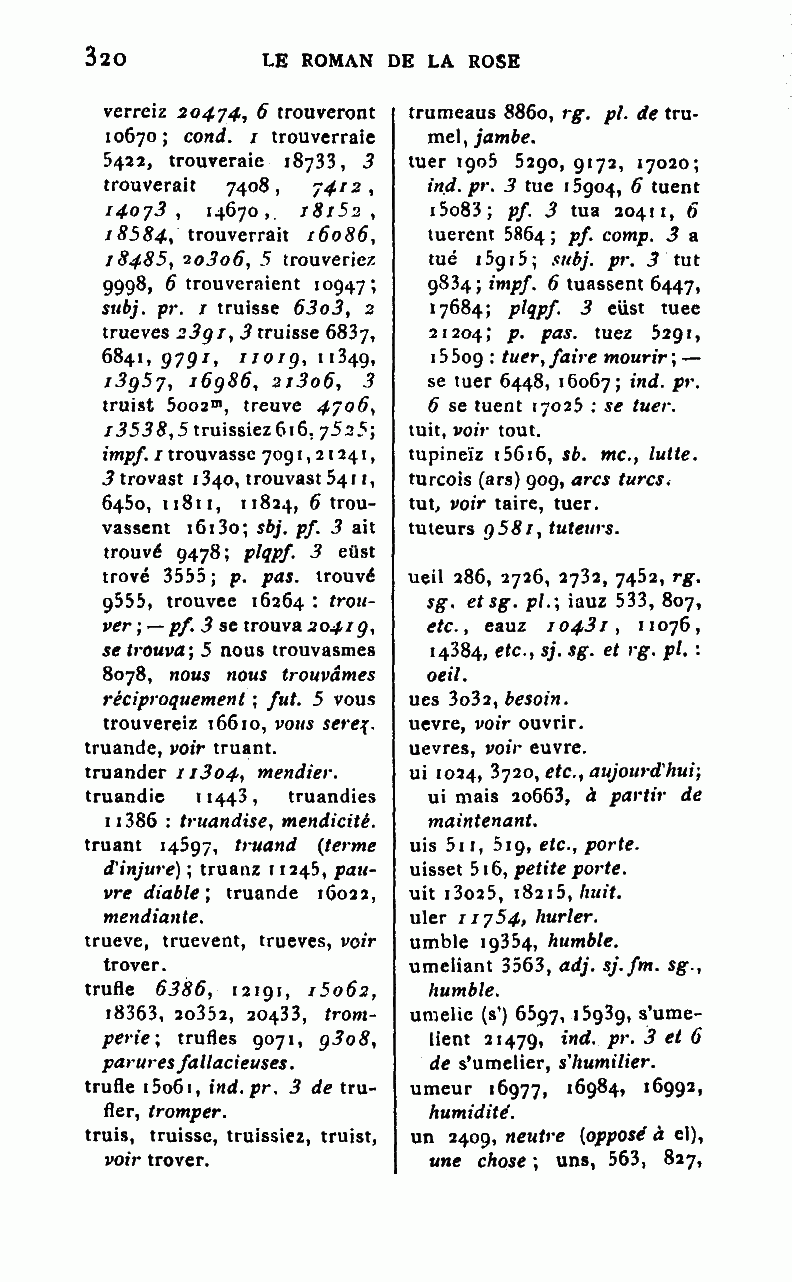 320 LE ROMAN DE LA ROSE
verreiz 20474, 6 trouveront
10670; cond. 1 trouverraie
5422, trouveraie 18733, 3
trouverait 7408, 7412,
14073, 14670, 18152,
18584, trouverrait 16086,
18485, 20306, 5 trouveriez
9998, 6 trouveraient 10947;
subj. pr. 1 truisse 6303, 2
trueves 2391, 3 truisse 6837,
6841, 9791, 11019, 11349,
13957, 16986, 21306, 3
truist 5002m, treuve 4706,
13538, 5 truissiez 616, 7525;
impf. 1 trouvasse 7091, 21241,
3 trovast 1340, trouvast 5411,
6450, 11811, 11824, 6 trou-
vassent 16130; sbj. pf. 3 ait
trouvé 9478; plqpf. 3 eüst
trové 3555; p. pas. trouvé
9555, trouvee 16264 : trou-
ver; — pf. 3 se trouva 20419,
se trouva; 5 nous trouvasmes
8078, nous nous trouvâmes
réciproquement; fut. 5 vous
trouvereiz 16610, vous serez.
truande, voir truant.
truander 11304, mendier.
truandie 11443, truandies
11386 : truandise, mendicité.
truant 14597, truand (terme
d'injure); truanz 11245, pau-
vre diable; truande 16022,
mendiante.
trueve, truevent, trueves, voir
trover.
trufle 6386, 12191, 15062,
18363, 20352, 20433, trom-
perie; trufles 9071, 9308,
parures fallacieuses.
trufle 15061, ind. pr. 3 de tru-
fler, tromper.
truis, truisse, truissiez, truist,
voir trover.
trumeaus 8860, rg. pl. de tru-
mel, jambe.
tuer 1905 5290, 9172, 17020;
ind. pr. 3 tue 15904, 6 tuent
15083; pf. 3 tua 20411, 6
tuerent 5864; pf. comp. 3 a
tué 15915; subj. pr. 3 tut
9834; impf. 6 tuassent 6447,
17684; plqpf. 3 eüst tuee
21204; p. pas. tuez 5291,
15509 : tuer, faire mourir; —
se tuer 6448, 16067; ind. pr.
6 se tuent 17025 : se tuer.
tuit, voir tout.
tupineïz 15616, sb. mc., lutte.
turcois (ars) 909, arcs turcs.
tut, voir taire, tuer.
tuteurs 9581, tuteurs.
ueil 286, 2726, 2732, 7452, rg.
sg. et sg. pl.; iauz 533, 807,
etc., eauz 10431, 11076,
14384, etc., sj. sg. et rg. pl. :
oeil.
ues 3032, besoin.
uevre, voir ouvrir.
uevres, voir euvre.
ui 1024, 3720, etc., aujourd'hui;
ui mais 20663, à partir de
maintenant.
uis 511, 519, etc., porte.
uisset 516, petite porte.
uit 13025, 18215, huit.
uler 11754, hurler.
umble 19354, humble.
umeliant 3563, adj. sj. fm. sg.,
humble.
umelie (s') 6597, 15939, s'ume-
lient 21479, ind. pr. 3 et 6
de s'umelier, s'humilier.
umeur 16977, 16984, 16992,
humidité.
un 2409, neutre (opposé à el),
une chose; uns, 563, 827,